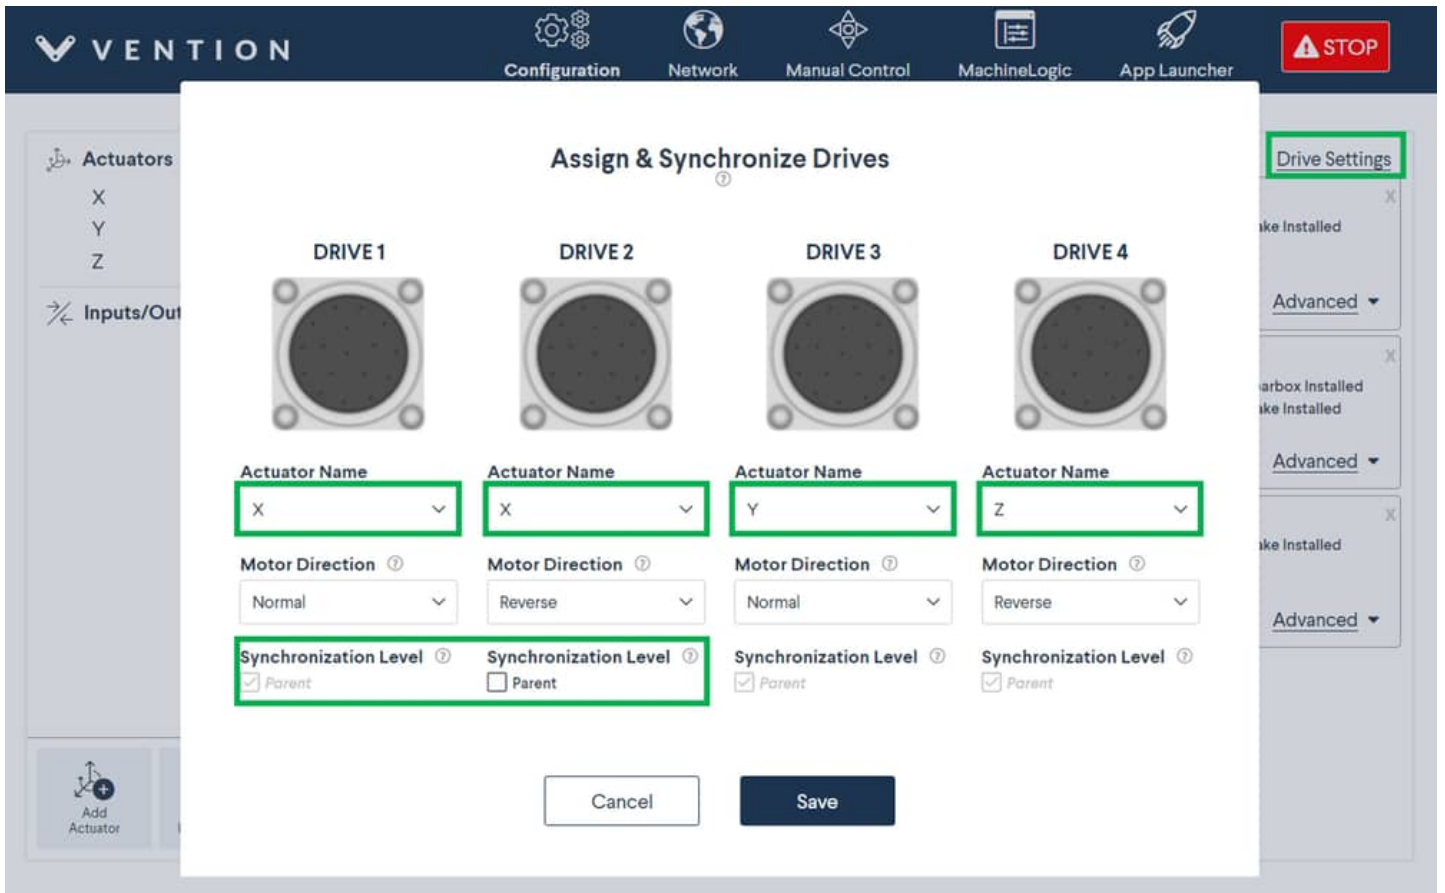 VENTION
Configuration
Network
Manual Control
MachineLogic
App Launcher
STOP
Actuators
X
Y
Z
Inputs/Out
Add
Actuator
Assign & Synchronize Drives
?
DRIVE 1
DRIVE 2
DRIVE 3
DRIVE 4
Actuator Name
Actuator Name
Actuator Name
Actuator Name
X
X
Y
Z
Motor Direction ?
Motor Direction ?
Motor Direction ?
Motor Direction ?
Normal
Reverse
Normal
Reverse
Synchronization Level ?
Synchronization Level ?
Synchronization Level ?
Synchronization Level ?
Parent
Parent
Parent
Parent
Cancel
Save
Drive Settings
X
ake Installed
Advanced
X
arbox Installed
ake Installed
Advanced
X
ake Installed
Advanced